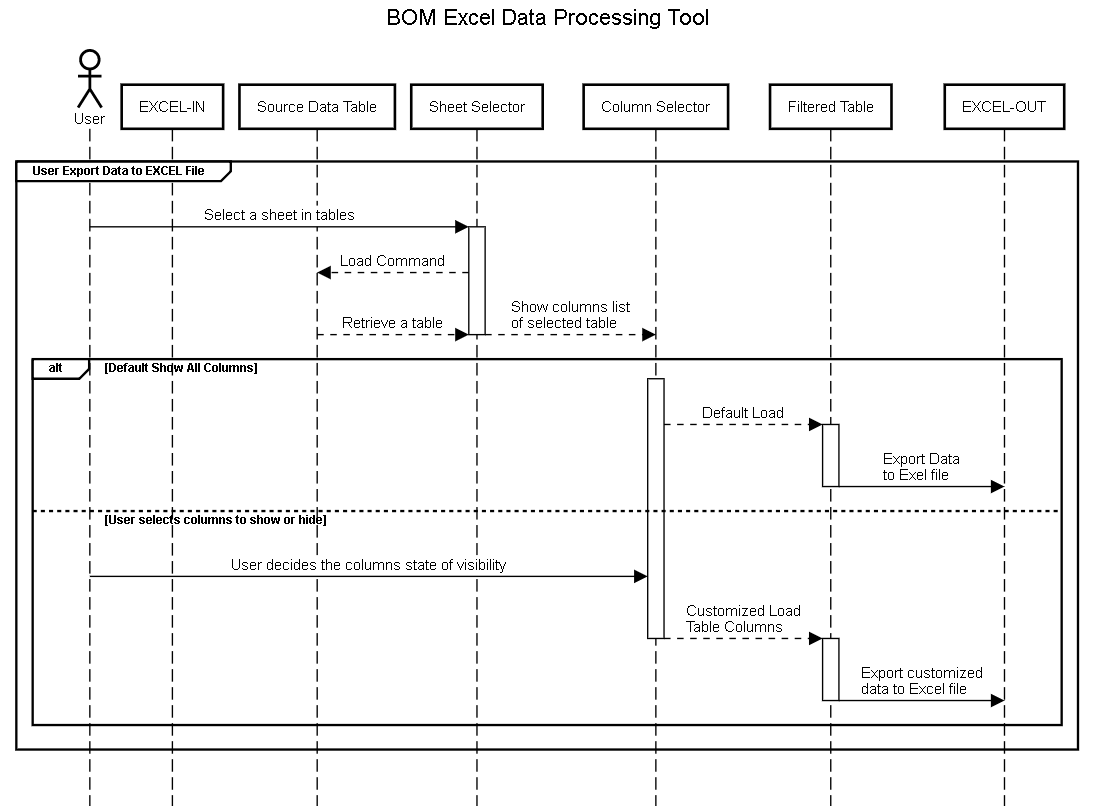 BOM Excel Data Processing Tool
User
EXCEL-IN
Source Data Table
Sheet Selector
Column Selector
Filtered Table
EXCEL-OUT
User Export Data to EXCEL File
Select a sheet in tables
Load Command
Retrieve a table
Show columns list
of selected table
alt
[Default Show All Columns]
Default Load
Export Data
to Exel file
[User selects columns to show or hide]
User decides the columns state of visibility
Customized Load
Table Columns
Export customized
data to Excel file